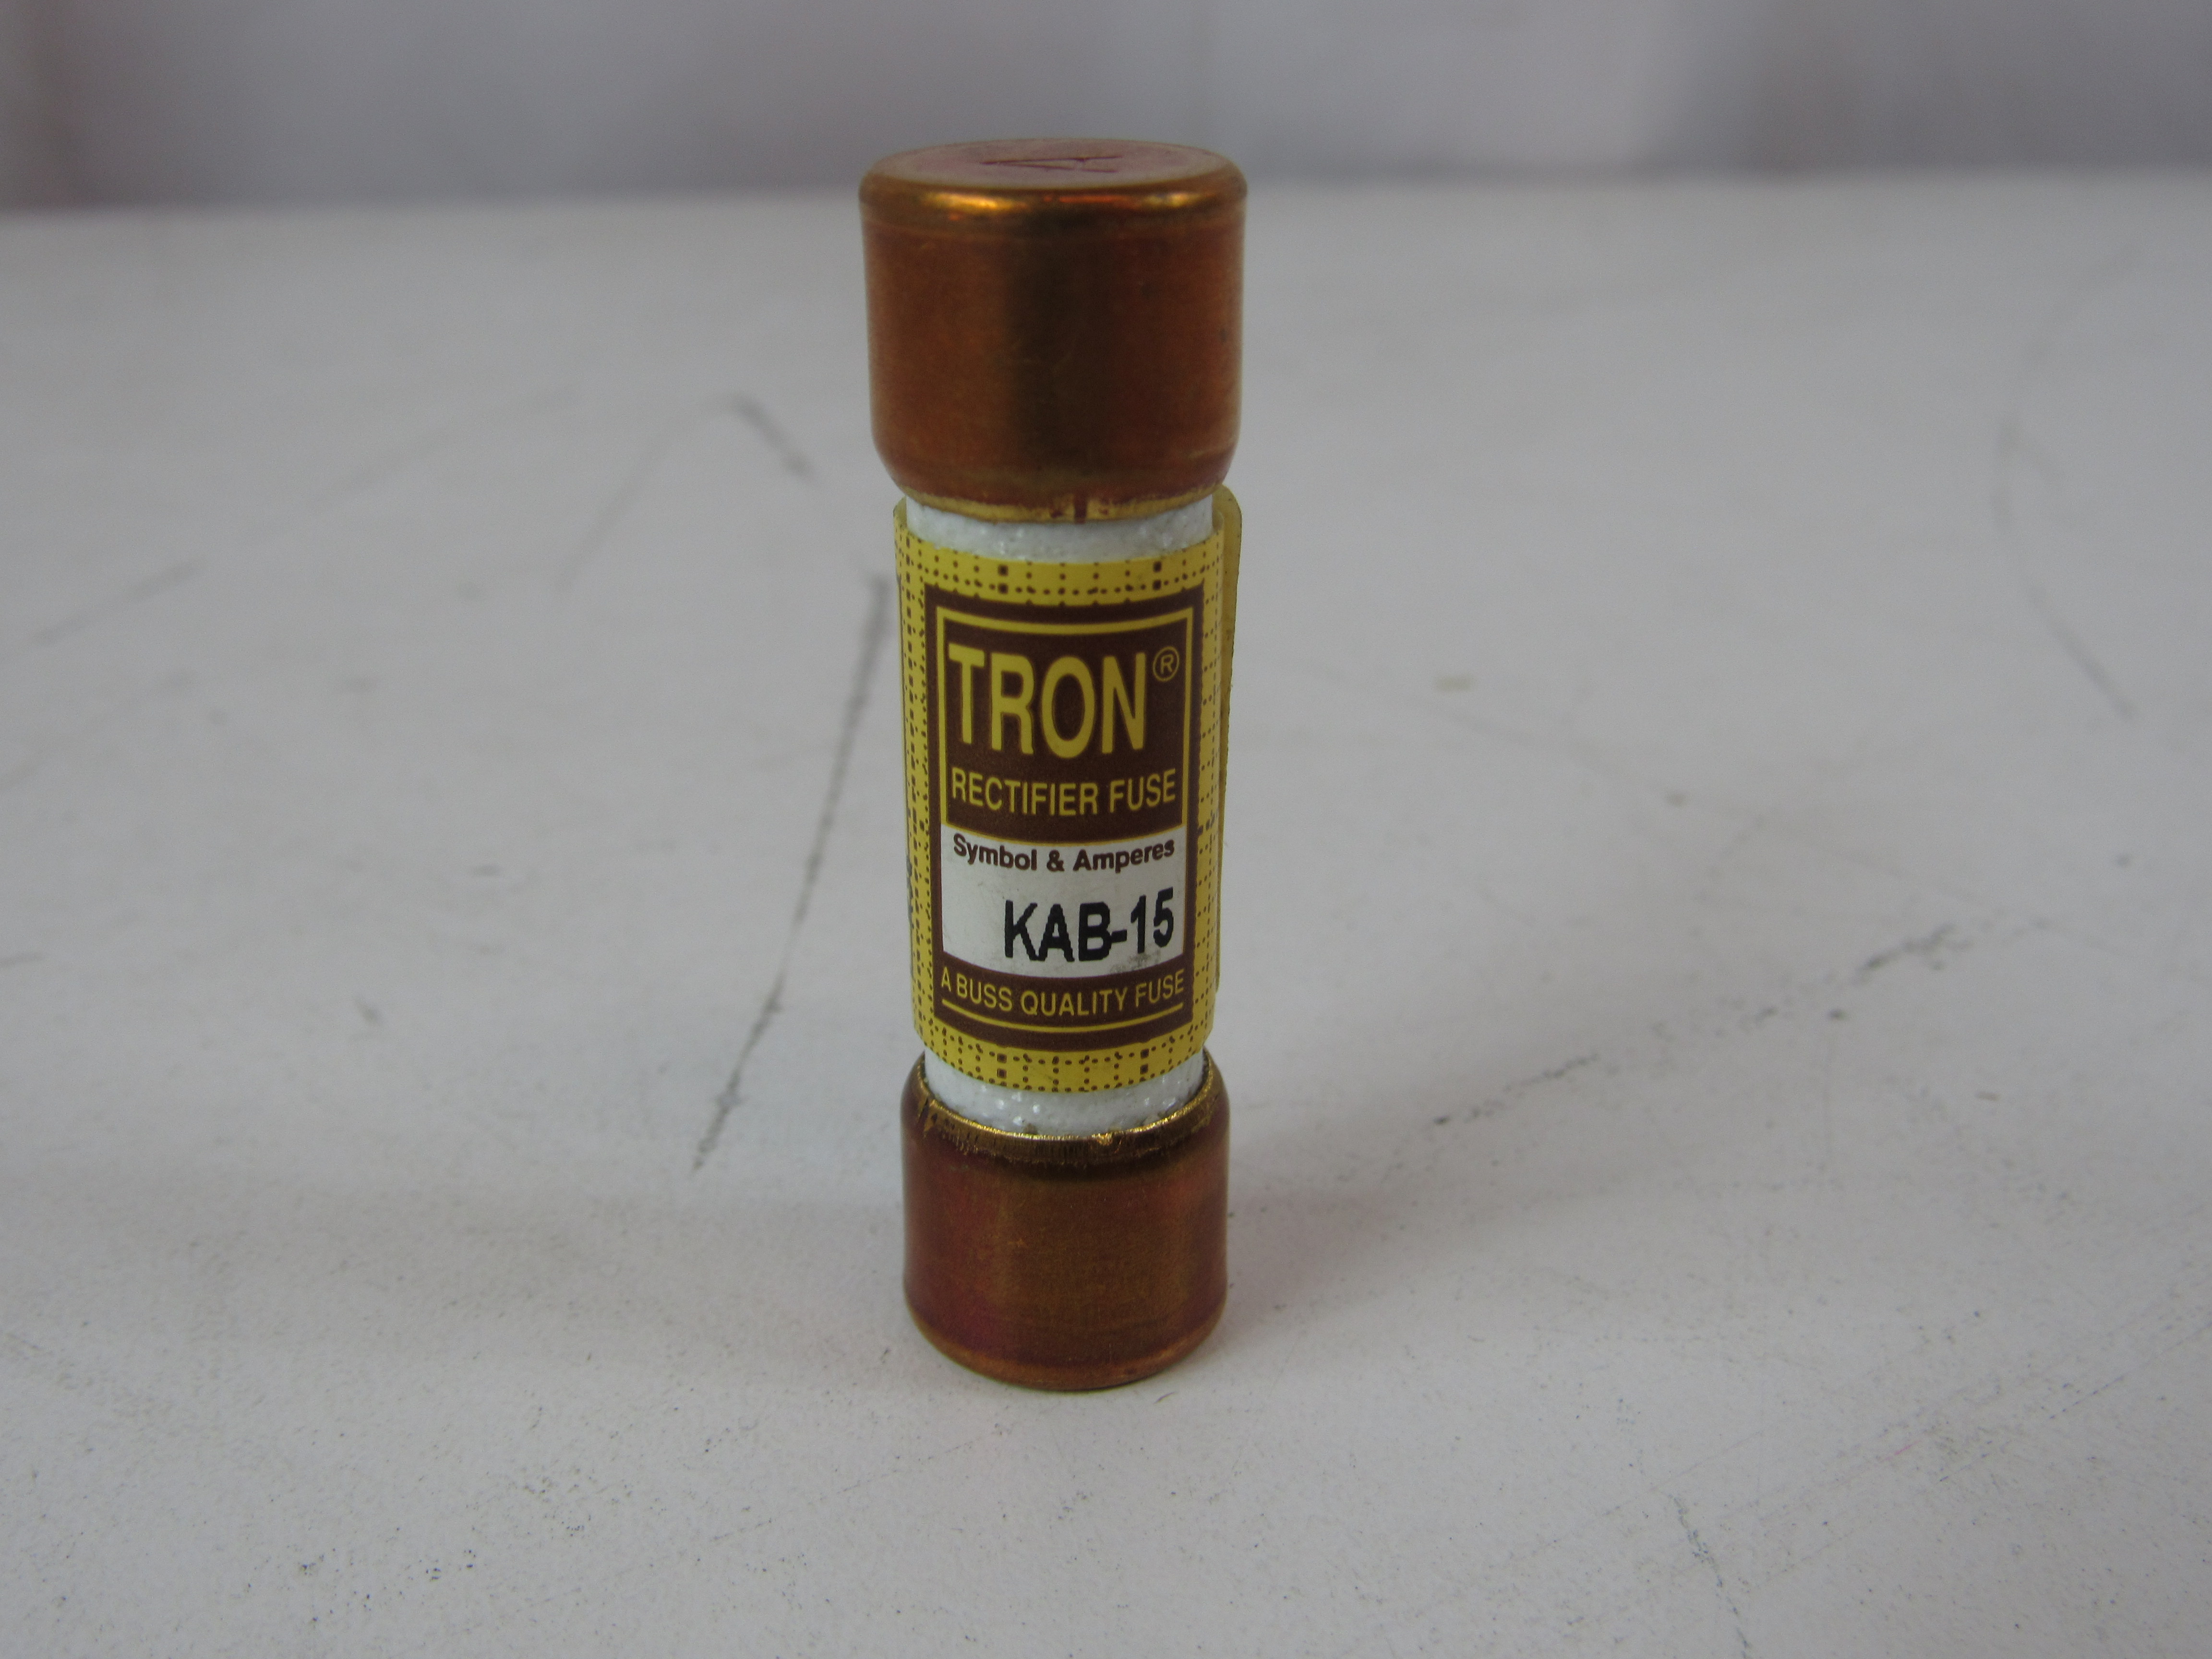 TRON®
RECTIFIER FUSE
Symbol & Amperes
KAB-15
A BUSS QUALITY FUSE